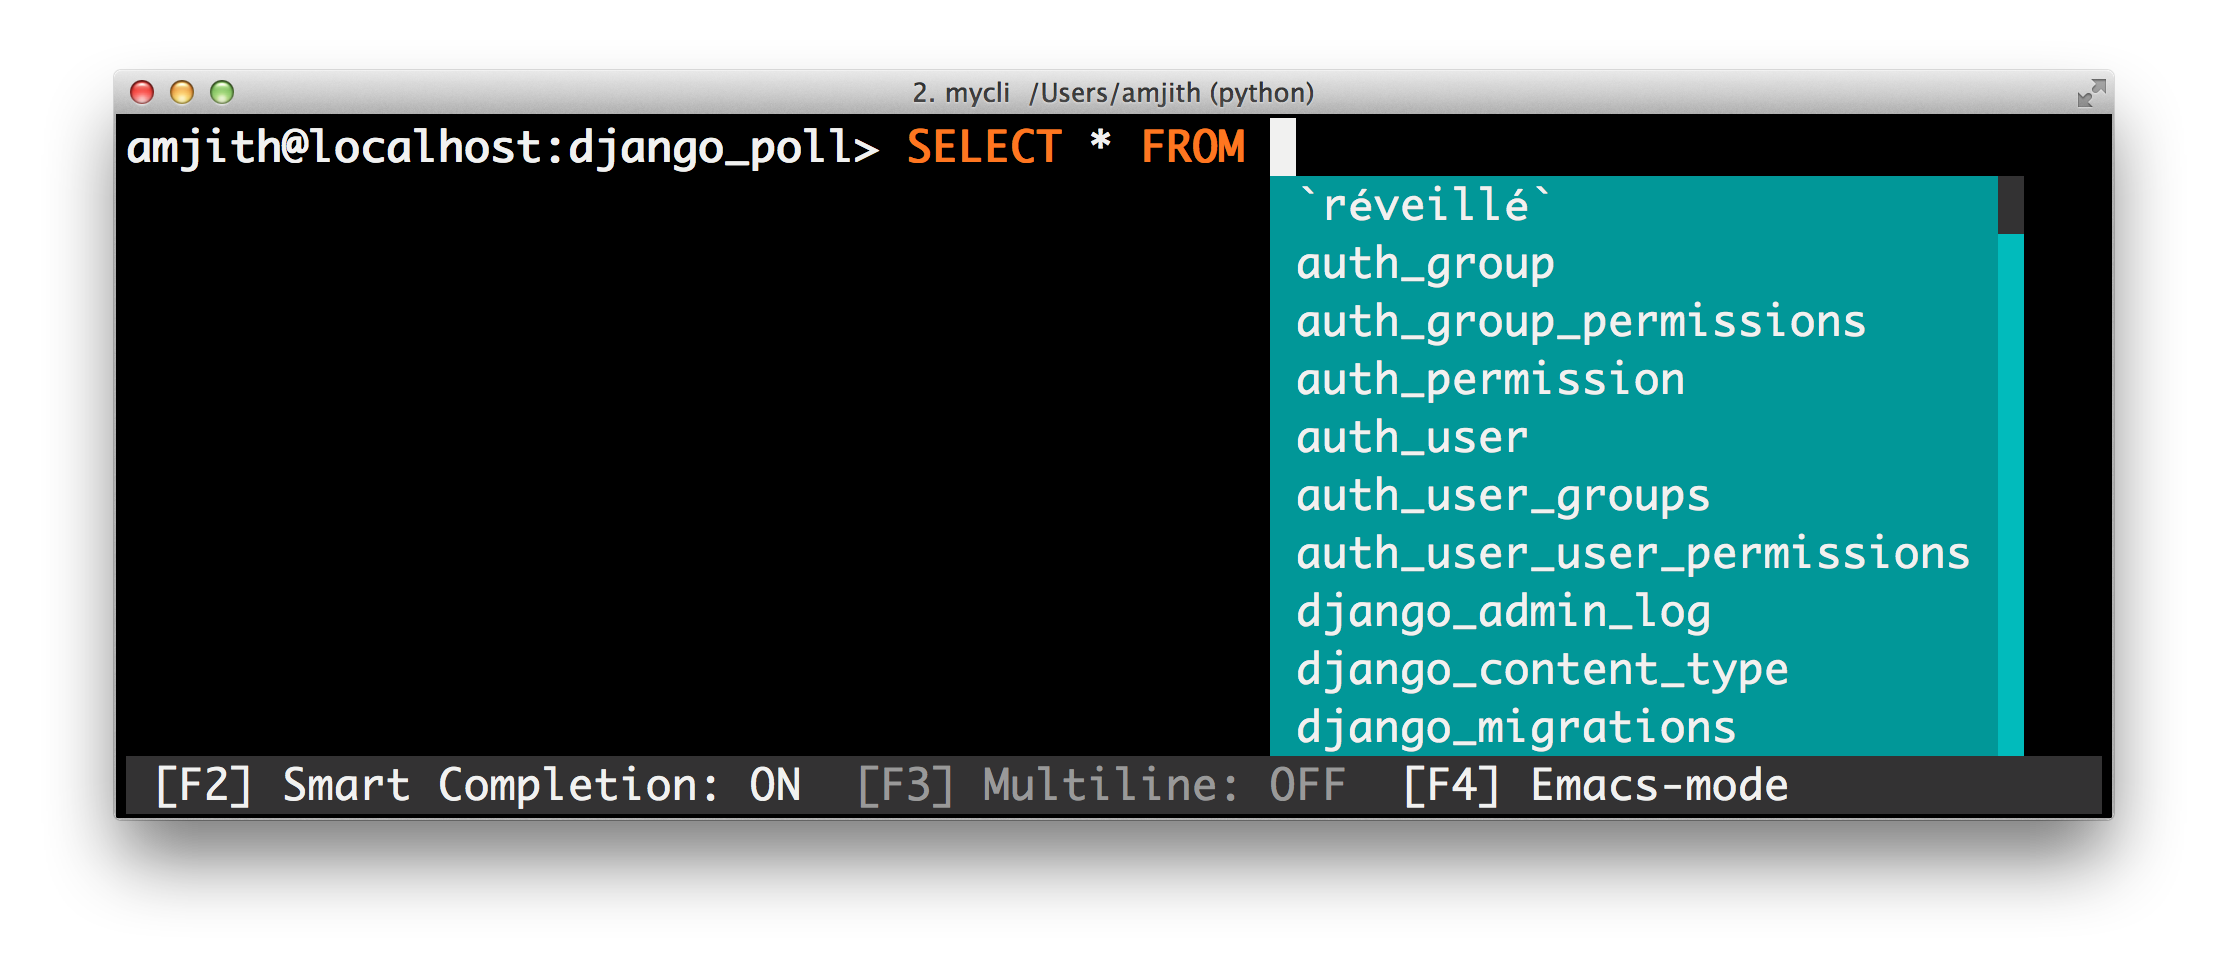 2. mycli /Users/amjith (python)
amjith@localhost:django_poll> SELECT * FROM
`réveillé`
auth_group
auth_group_permissions
auth_permission
auth_user
auth_user_groups
auth_user_user_permissions
django_admin_log
django_content_type
django_migrations
[F2] Smart Completion: ON [F3] Multiline: OFF [F4] Emacs-mode